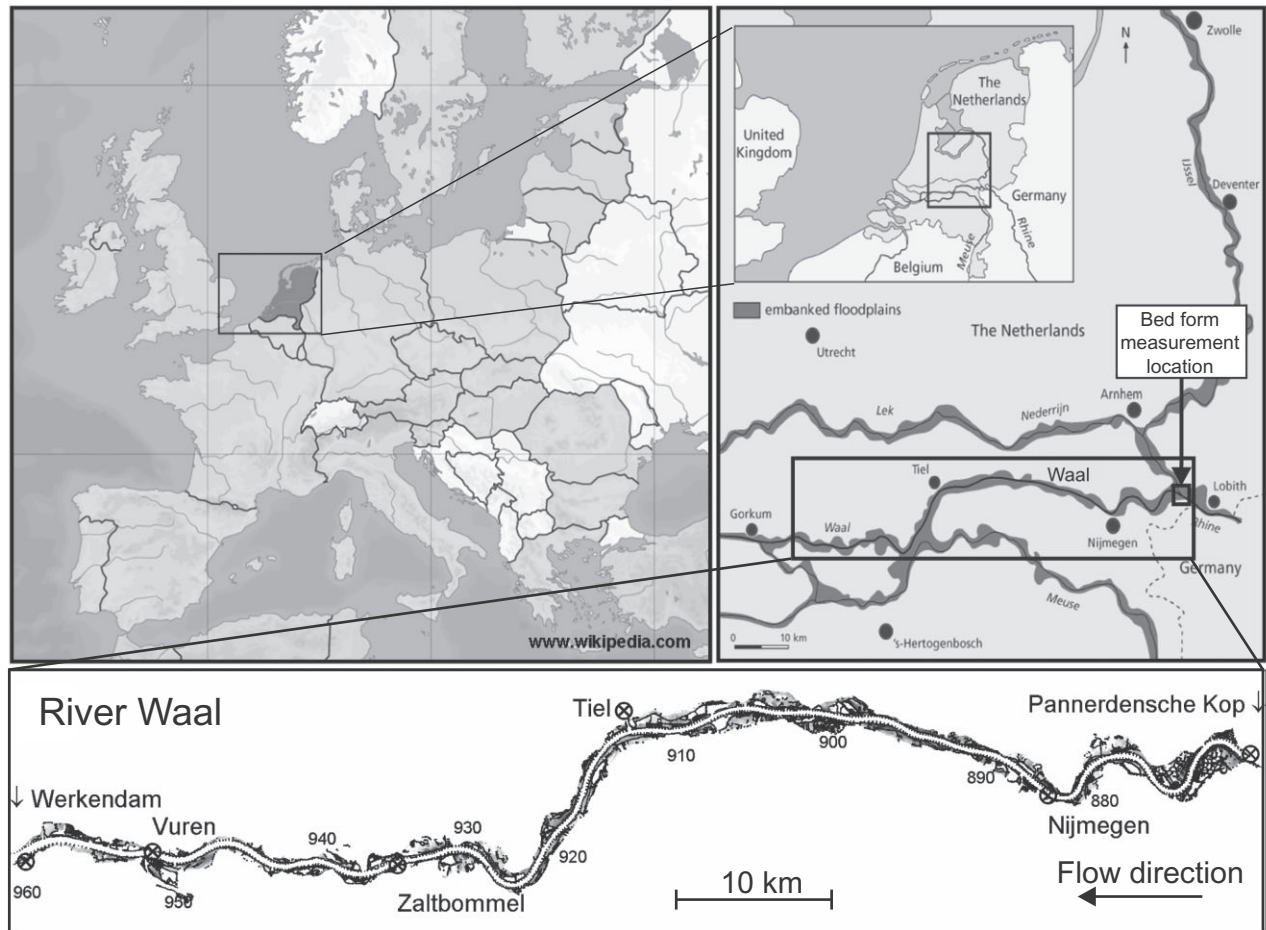 www.wikipedia.com
N
Zwolle
The
Netherlands
United
Kingdom
IJssel
Deventer
Germany
Rhine
Meuse
Belgium
embanked floodplains
The Netherlands
Utrecht
Bed form
measurement
location
Arnhem
Lek
Nederrijn
Tiel
Waal
Lobith
Gorkum
Waal
Rhine
Nijmegen
Germany
Meuse
0 10 km
's-Hertogenbosch
River Waal
Tiel
Pannerdensche Kop ↓
910
900
890
880
↓ Werkendam
Vuren
940
930
Nijmegen
920
960
950
Zaltbommel
10 km
Flow direction